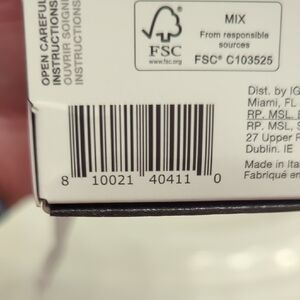 OPEN CAREFUL
INSTRUCTIONS
OUVRIR SOIGN
INSTRUCTIONS
FSC
www.fsc.org
MIX
From responsible
sources
FSC® C103525
Dist. by IG
Miami, FL
RP. MSL,
RP. MSL, S
27 Upper
Dublin. IE
Made in Ita
Fabriqué en
8 10021 40411 0